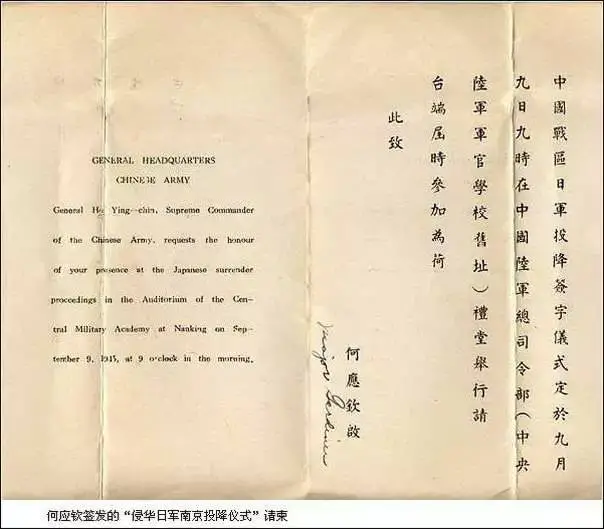 GENERAL HEADQUARTERS
CHINESE ARMY
General Ho Ying-chin, Supreme Commander
of the Chinese Army, requests the honour
of your presence at the Japanese surrender
proceedings in the Auditorium of the Cen-
tral Military Academy at Nanking on Sep-
tember 9, 1945, at 9 o'clock in the morning.
中國戰區日軍投降簽字儀式定於九月
九日九時在中國陸軍總司令部（中央
陸軍軍官學校舊址）禮堂舉行請
台端屆時參加為荷
此致
何應欽啟
Major Gardiner
何应钦签发的“侵华日军南京投降仪式”请柬